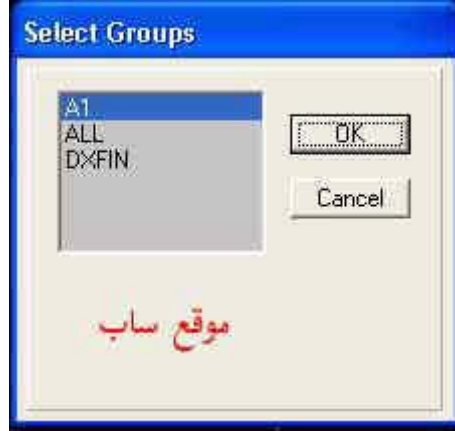 Select Groups
A1
ALL
DXFIN
OK
Cancel
موقع ساب